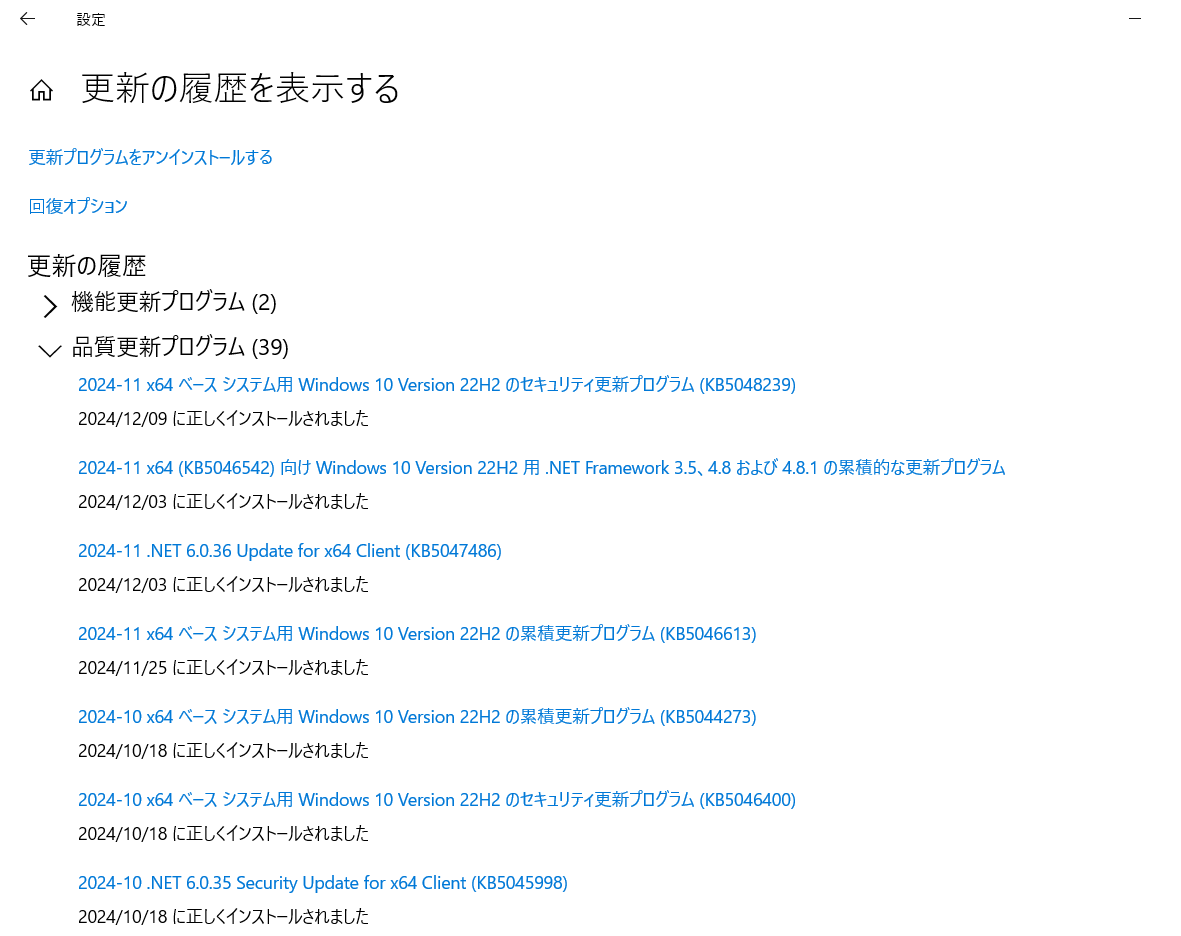 設定
更新の履歴を表示する
更新プログラムをアンインストールする
回復オプション
更新の履歴
機能更新プログラム (2)
品質更新プログラム (39)
2024-11 x64 ベース システム用 Windows 10 Version 22H2 のセキュリティ更新プログラム (KB5048239)
2024/12/09 に正しくインストールされました
2024-11 x64 (KB5046542) 向け Windows 10 Version 22H2 用 .NET Framework 3.5、4.8 および 4.8.1 の累積的な更新プログラム
2024/12/03 に正しくインストールされました
2024-11 .NET 6.0.36 Update for x64 Client (KB5047486)
2024/12/03 に正しくインストールされました
2024-11 x64 ベース システム用 Windows 10 Version 22H2 の累積更新プログラム (KB5046613)
2024/11/25 に正しくインストールされました
2024-10 x64 ベース システム用 Windows 10 Version 22H2 の累積更新プログラム (KB5044273)
2024/10/18 に正しくインストールされました
2024-10 x64 ベース システム用 Windows 10 Version 22H2 のセキュリティ更新プログラム (KB5046400)
2024/10/18 に正しくインストールされました
2024-10 .NET 6.0.35 Security Update for x64 Client (KB5045998)
2024/10/18 に正しくインストールされました